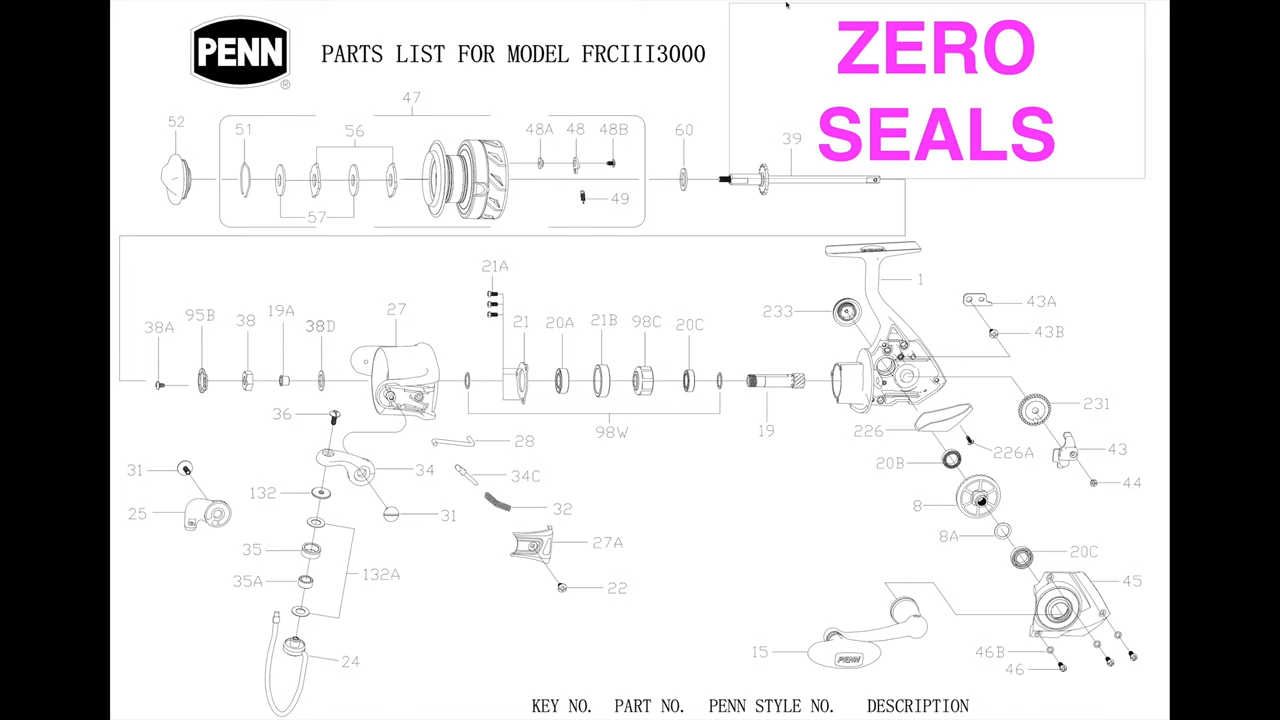 PENN
®
PARTS LIST FOR MODEL FRCIII3000
ZERO
SEALS
47
52
51
56
48A
48
48B
60
39
49
57
1
21A
43A
233
43B
95B
38
19A
38D
27
21
20A
21B
98C
20C
38A
231
36
226
98W
19
28
226A
43
20B
34
31
34C
44
132
25
31
32
8
8A
27A
35
20C
132A
35A
45
22
15
PENN
46B
24
46
KEY NO. PART NO. PENN STYLE NO. DESCRIPTION